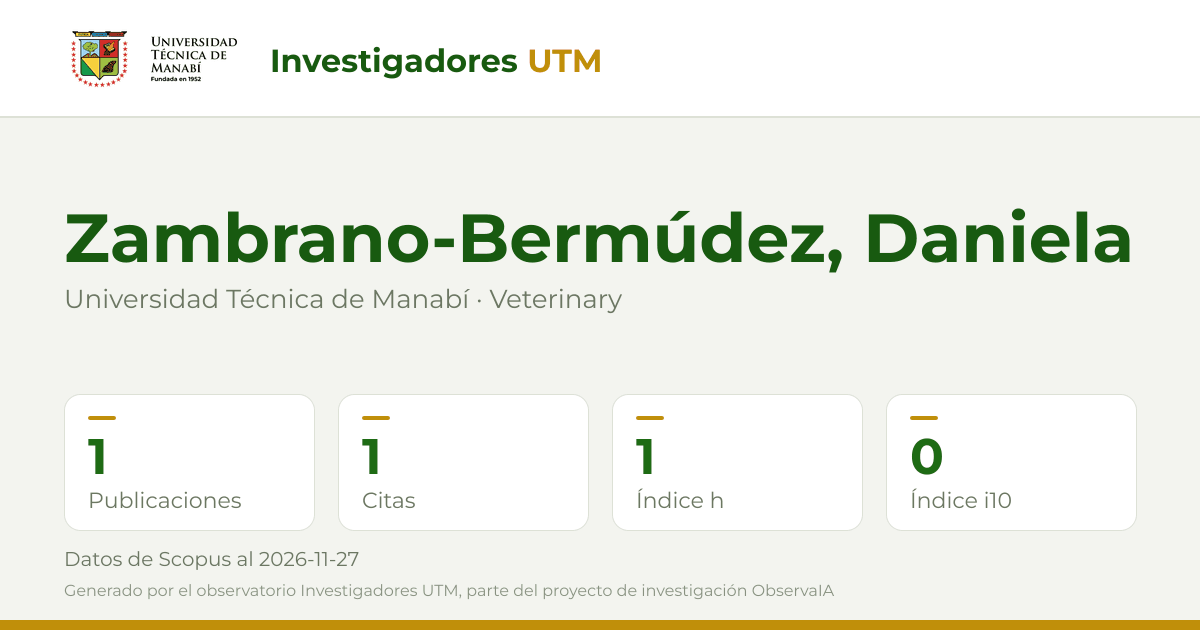 UNIVERSIDAD
TÉCNICA DE
MANABÍ
Fundada en 1952
Investigadores UTM
Zambrano-Bermúdez, Daniela
Universidad Técnica de Manabí · Veterinary
1
Publicaciones
1
Citas
1
Índice h
0
Índice i10
Datos de Scopus al 2026-11-27
Generado por el observatorio Investigadores UTM, parte del proyecto de investigación ObservaIA